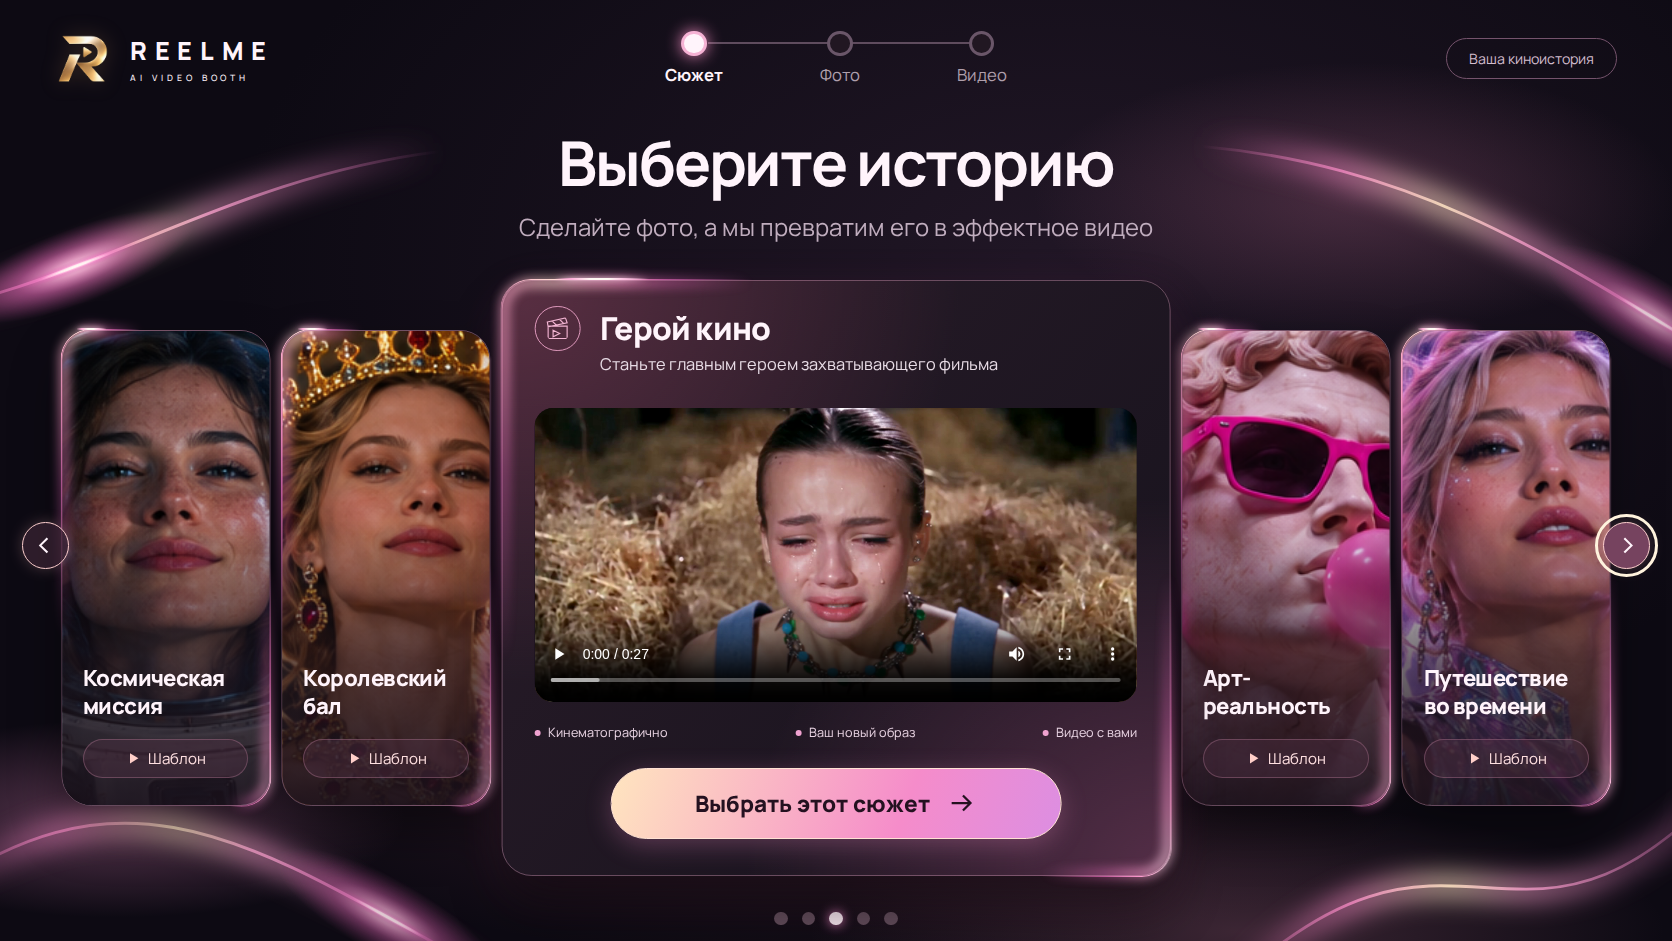 REELME
AI VIDEO BOOTH
Сюжет
Фото
Видео
Ваша киноистория
Выберите историю
Сделайте фото, а мы превратим его в эффектное видео
Космическая
миссия
Шаблон
Королевский
бал
Шаблон
Герой кино
Станьте главным героем захватывающего фильма
0:00 / 0:27
Кинематографично
Ваш новый образ
Видео с вами
Выбрать этот сюжет
Арт-
реальность
Шаблон
Путешествие
во времени
Шаблон